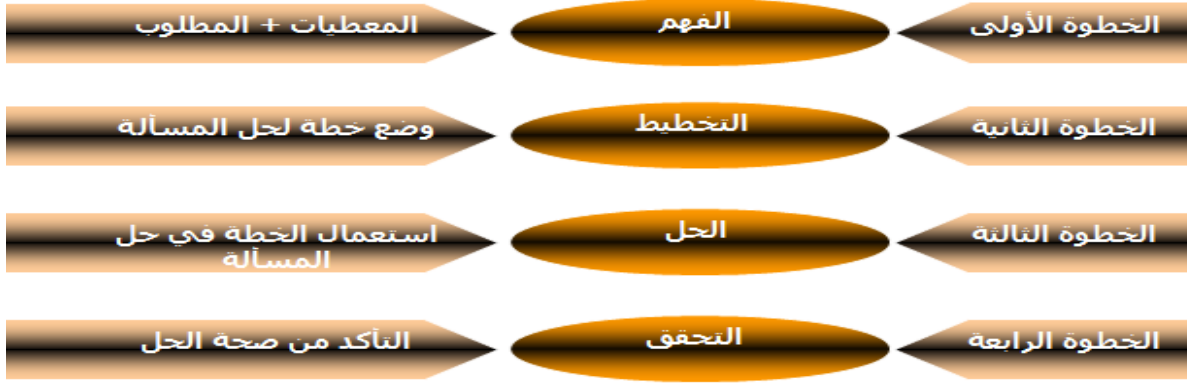 الخطوة الأولى
الفهم
المعطيات + المطلوب
الخطوة الثانية
التخطيط
وضع خطة لحل المسألة
الخطوة الثالثة
الحل
استعمال الخطة في حل
المسألة
الخطوة الرابعة
التحقق
التأكد من صحة الحل